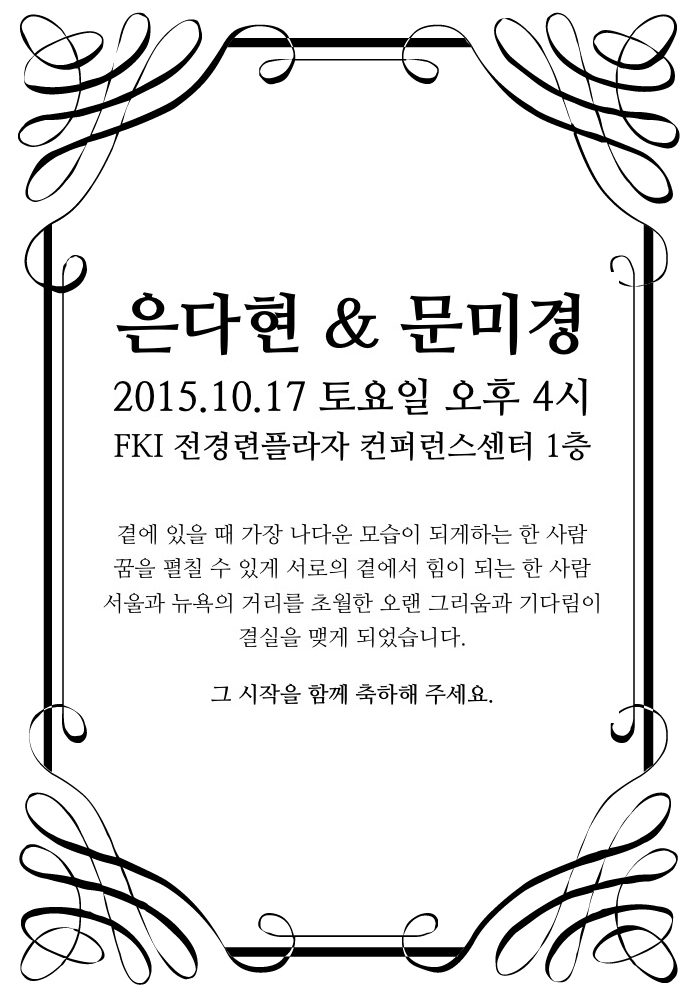 은다현 & 문미경
2015.10.17 토요일 오후 4시
FKI 전경련플라자 컨퍼런스센터 1층
곁에 있을 때 가장 나다운 모습이 되게하는 한 사람
꿈을 펼칠 수 있게 서로의 곁에서 힘이 되는 한 사람
서울과 뉴욕의 거리를 초월한 오랜 그리움과 기다림이
결실을 맺게 되었습니다.
그 시작을 함께 축하해 주세요.